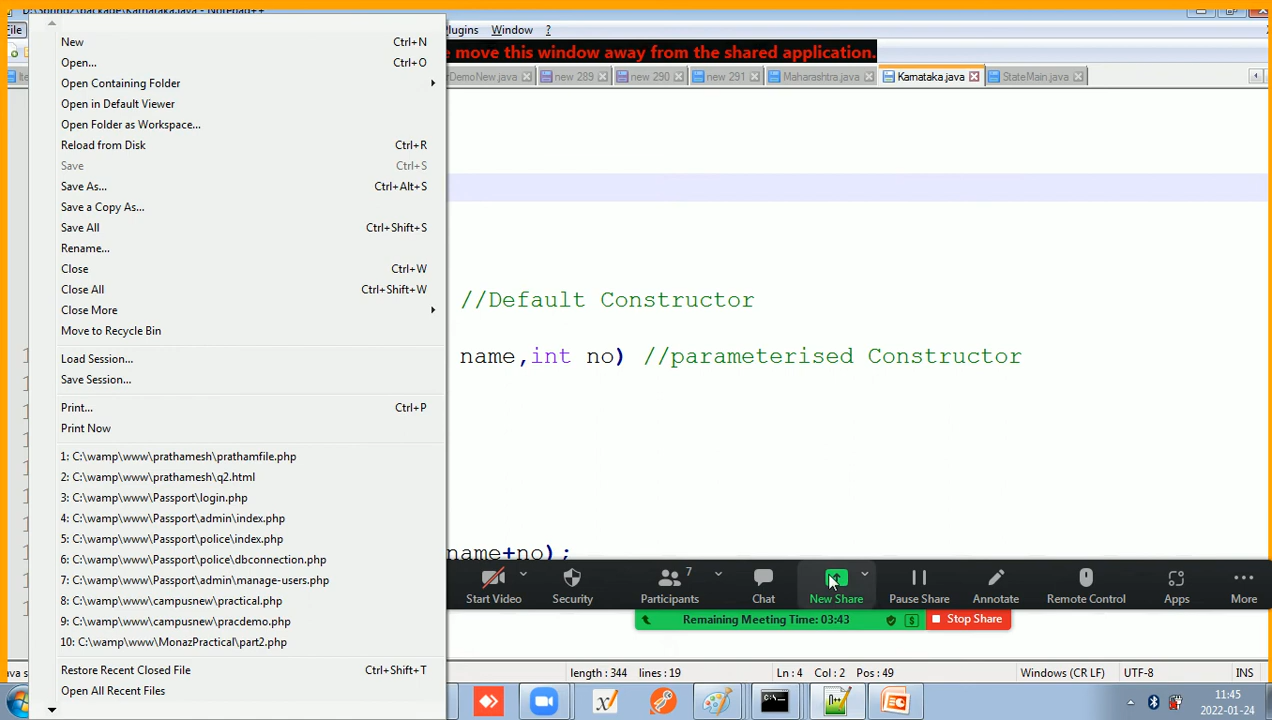 D:\Spring2\package\Karnataka.java - Notepad++
File
lugins Window ?
e move this window away from the shared application.
rDemoNew.java new 289 new 290 new 291 Maharashtra.java Karnataka.java StateMain.java
New Ctrl+N
Open... Ctrl+O
Open Containing Folder
Open in Default Viewer
Open Folder as Workspace...
Reload from Disk Ctrl+R
Save Ctrl+S
Save As... Ctrl+Alt+S
Save a Copy As...
Save All Ctrl+Shift+S
Rename...
Close Ctrl+W
Close All Ctrl+Shift+W
Close More
Move to Recycle Bin
Load Session...
Save Session...
Print... Ctrl+P
Print Now
1: C:\wamp\www\prathamesh\prathamfile.php
2: C:\wamp\www\prathamesh\q2.html
3: C:\wamp\www\Passport\login.php
4: C:\wamp\www\Passport\admin\index.php
5: C:\wamp\www\Passport\police\index.php
6: C:\wamp\www\Passport\police\dbconnection.php
7: C:\wamp\www\Passport\admin\manage-users.php
8: C:\wamp\www\campusnew\practical.php
9: C:\wamp\www\campusnew\pracdemo.php
10: C:\wamp\www\MonazPractical\part2.php
Restore Recent Closed File Ctrl+Shift+T
Open All Recent Files
//Default Constructor
name,int no) //parameterised Constructor
name+no);
7
Start Video Security Participants Chat New Share Pause Share Annotate Remote Control Apps More
Remaining Meeting Time: 03:43 Stop Share
length : 344 lines : 19 Ln : 4 Col : 2 Pos : 49 Windows (CR LF) UTF-8 INS
11:45
2022-01-24